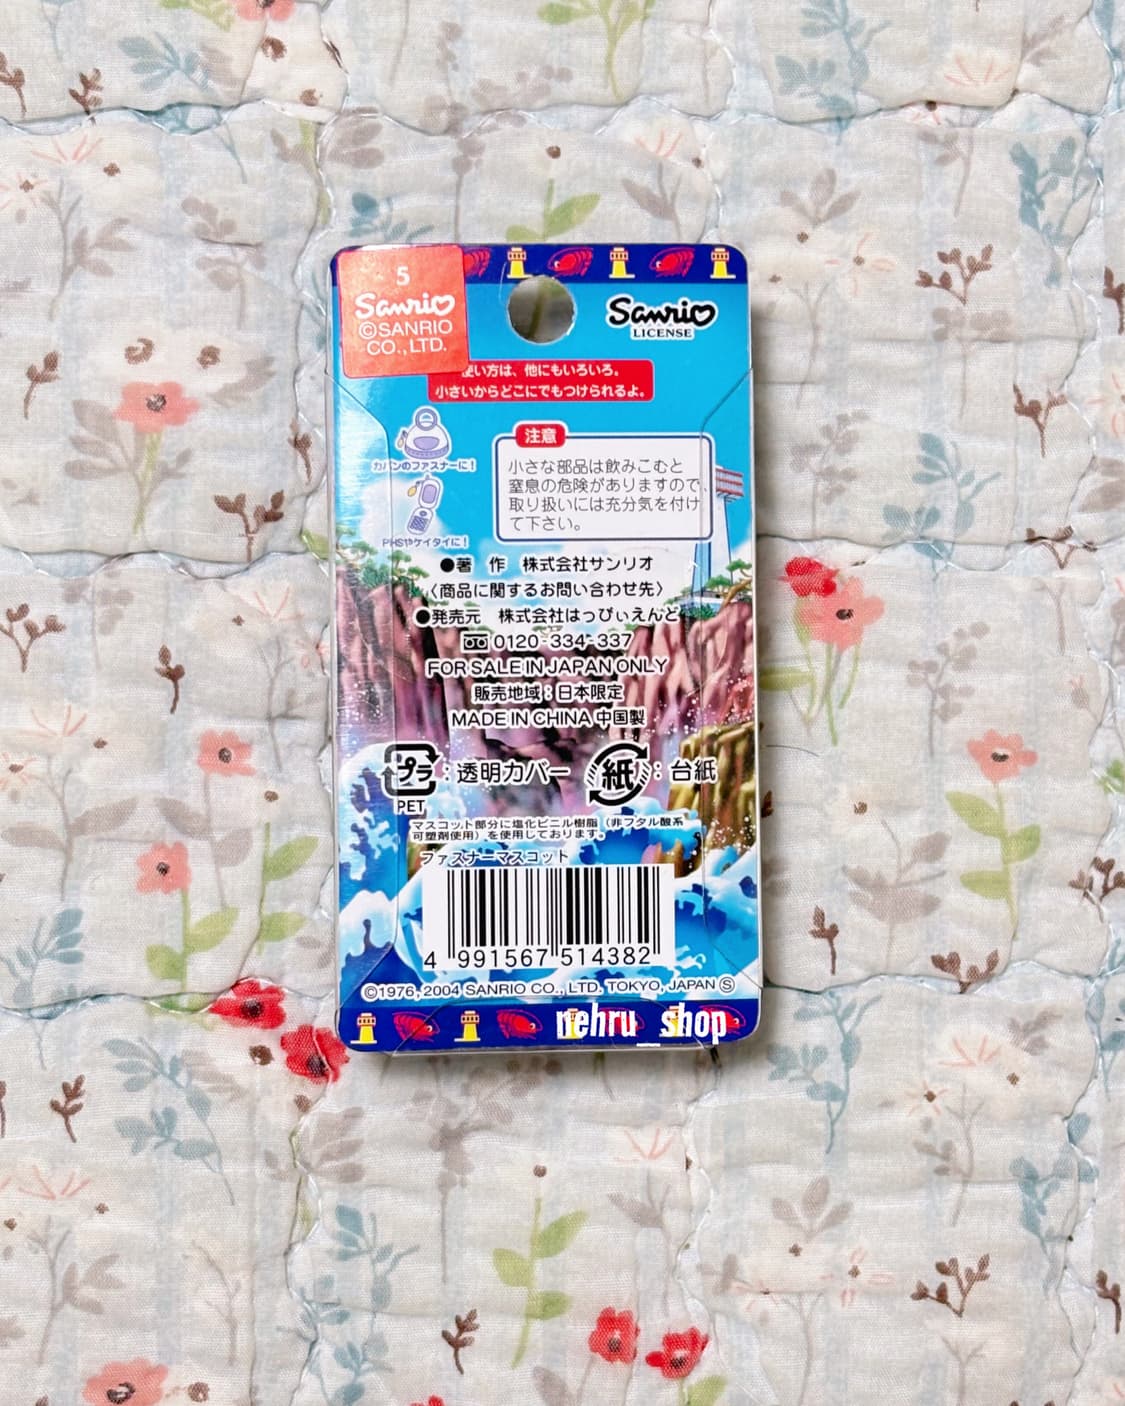 5
Sanrio
©SANRIO
CO., LTD.
Sanrio
LICENSE
使い方は、他にもいろいろ。
小さいからどこにでもつけられるよ。
カバンのファスナーに!
PHSやケイタイに!
注意
小さな部品は飲みこむと
窒息の危険がありますので、
取り扱いには充分気を付け
て下さい。
●著 作 株式会社サンリオ
〈商品に関するお問い合わせ先〉
●発売元 株式会社はっぴぃえんど
0120-334-337
FOR SALE IN JAPAN ONLY
販売地域:日本限定
MADE IN CHINA 中国製
プラ:透明カバー 紙:台紙
PET
マスコット部分に塩化ビニル樹脂(非フタル酸系
可塑剤使用)を使用しております。
ファスナーマスコット
4 991567 514382
©1976, 2004 SANRIO CO., LTD. TOKYO, JAPAN Ⓢ
nehru_shop